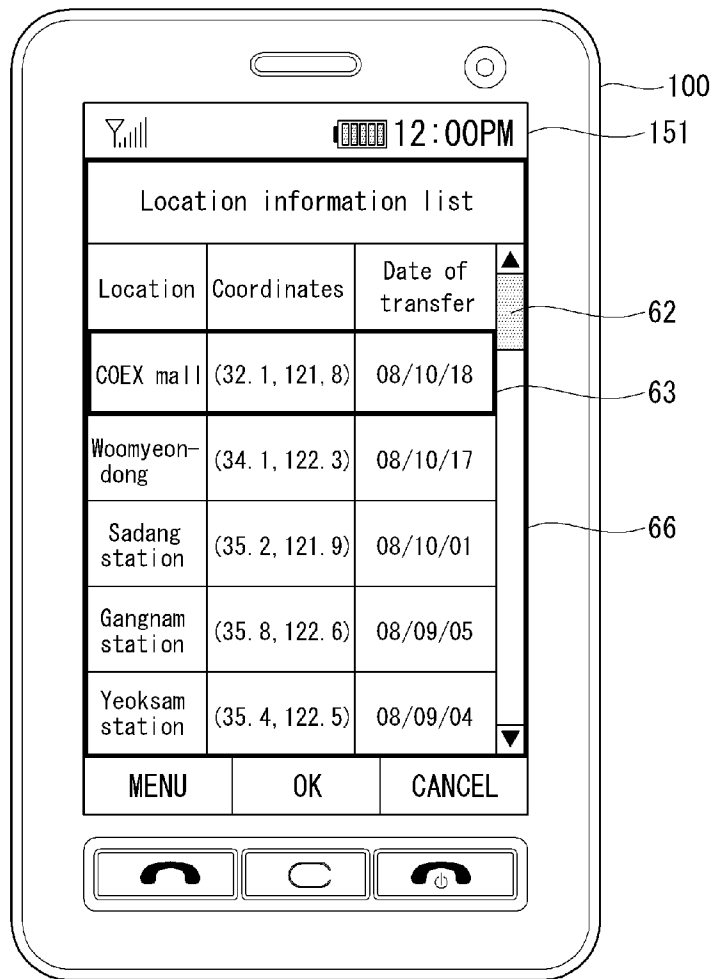 100
12:00PM
151
Location information list
Location Coordinates Date of
transfer
62
COEX mall (32.1,121,8) 08/10/18
63
Woomyeon-
dong (34.1,122.3) 08/10/17
Sadang
station (35.2,121.9) 08/10/01
66
Gangnam
station (35.8,122.6) 08/09/05
Yeoksam
station (35.4,122.5) 08/09/04
MENU OK CANCEL